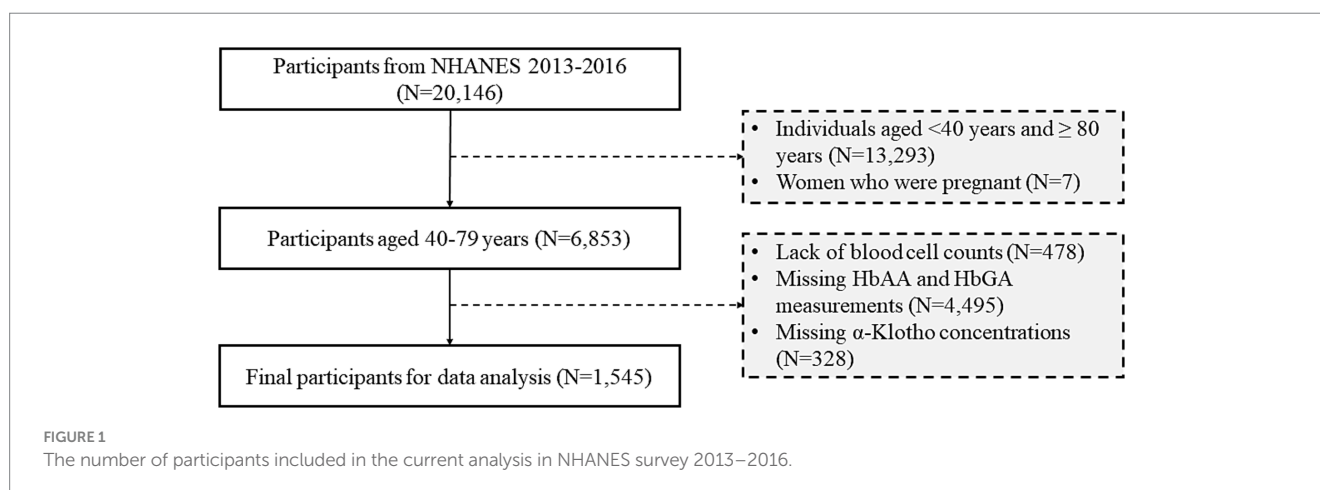 Participants from NHANES 2013-2016
(N=20,146)
• Individuals aged <40 years and ≥ 80
years (N=13,293)
• Women who were pregnant (N=7)
Participants aged 40-79 years (N=6,853)
• Lack of blood cell counts (N=478)
• Missing HbAA and HbGA
measurements (N=4,495)
• Missing α-Klotho concentrations
(N=328)
Final participants for data analysis (N=1,545)
FIGURE 1
The number of participants included in the current analysis in NHANES survey 2013–2016.